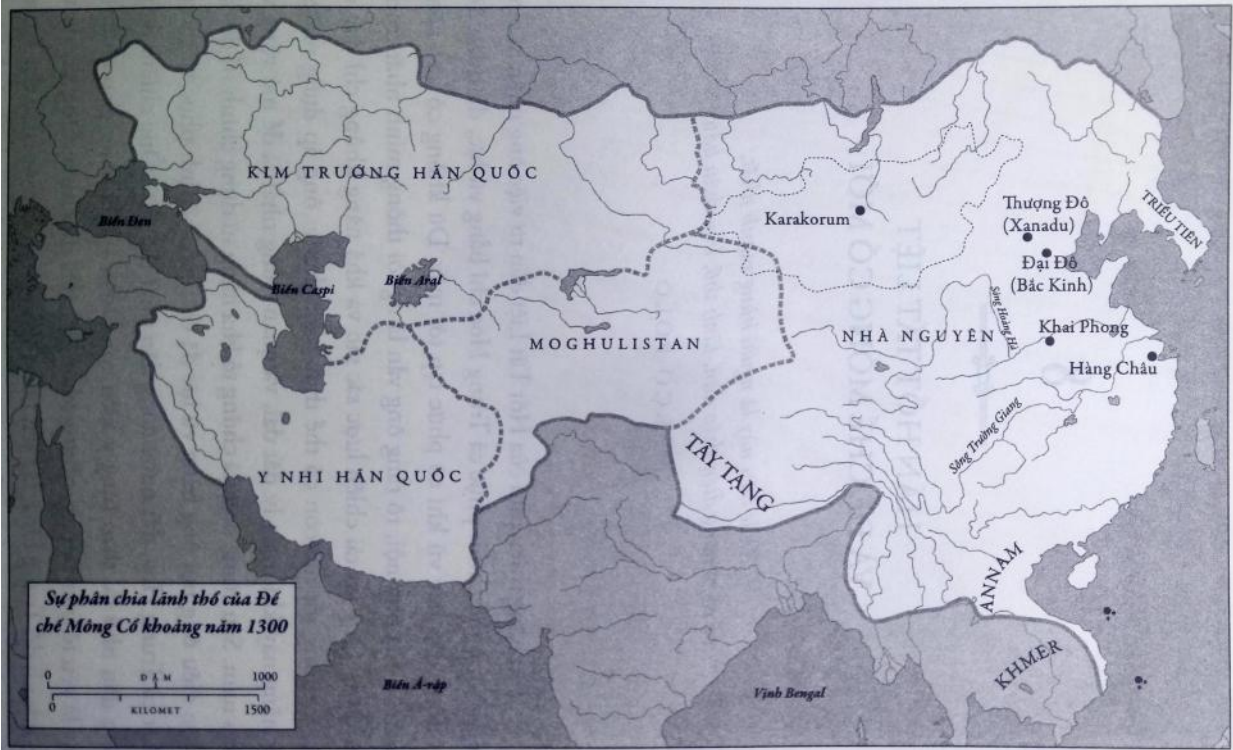 KIM TRƯỚNG HÃN QUỐC
Biển Đen
Biển Caspi
Biển Aral
Karakorum
Thượng Đô
(Xanadu)
Đại Đô
(Bắc Kinh)
TRIỀU TIÊN
MOGHULISTAN
NHÀ NGUYÊN
Sông Hoàng Hà
Khai Phong
Hàng Châu
Sông Trường Giang
Y NHI HÃN QUỐC
TÂY TẠNG
ANNAM
KHMER
Sự phân chia lãnh thổ của Đế
chế Mông Cổ khoảng năm 1300
0 DẶM 1000
0 KILOMET 1500
Biển Ả-rập
Vịnh Bengal